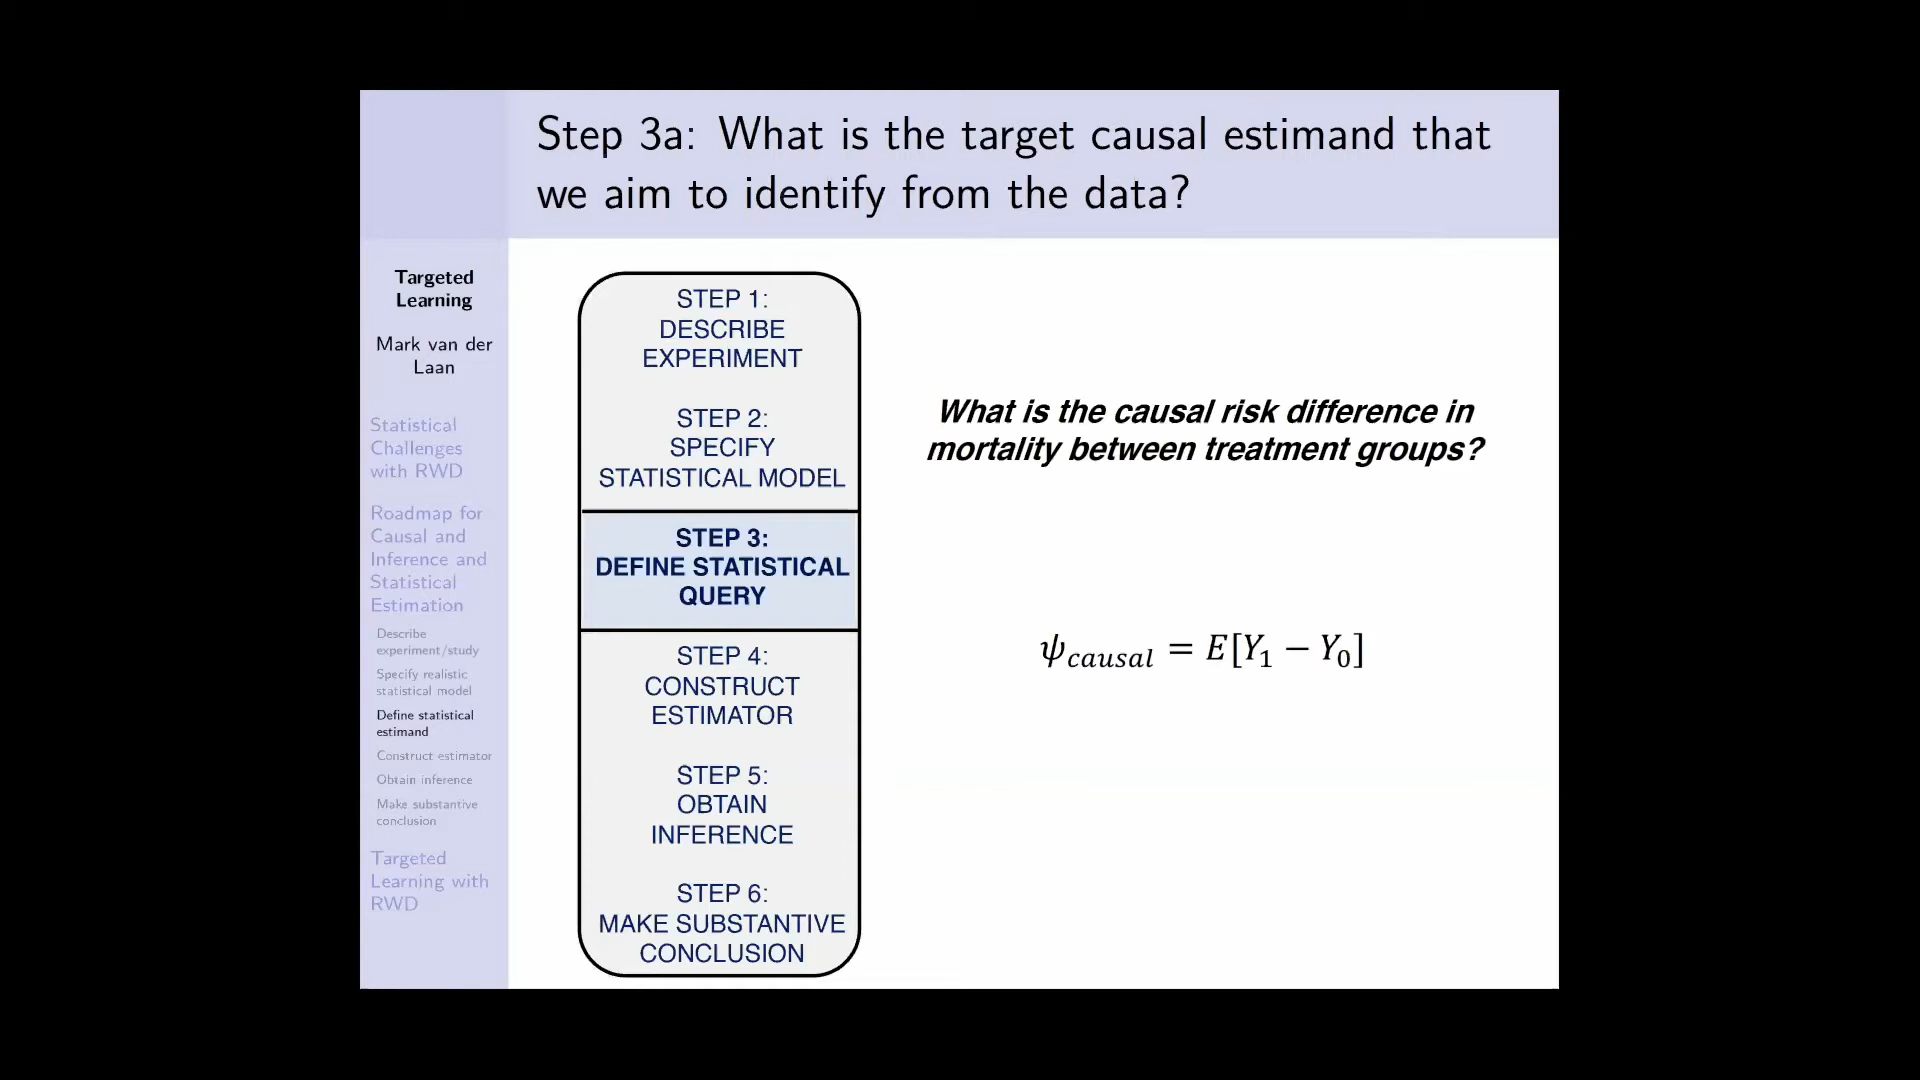 Step 3a: What is the target causal estimand that
we aim to identify from the data?
Targeted
Learning
Mark van der
Laan
Statistical
Challenges
with RWD
Roadmap for
Causal and
Inference and
Statistical
Estimation
Describe
experiment/study
Specify realistic
statistical model
Define statistical
estimand
Construct estimator
Obtain inference
Make substantive
conclusion
Targeted
Learning with
RWD
STEP 1:
DESCRIBE
EXPERIMENT
STEP 2:
SPECIFY
STATISTICAL MODEL
STEP 3:
DEFINE STATISTICAL
QUERY
STEP 4:
CONSTRUCT
ESTIMATOR
STEP 5:
OBTAIN
INFERENCE
STEP 6:
MAKE SUBSTANTIVE
CONCLUSION
What is the causal risk difference in
mortality between treatment groups?
ψ_causal = E[Y₁ − Y₀]